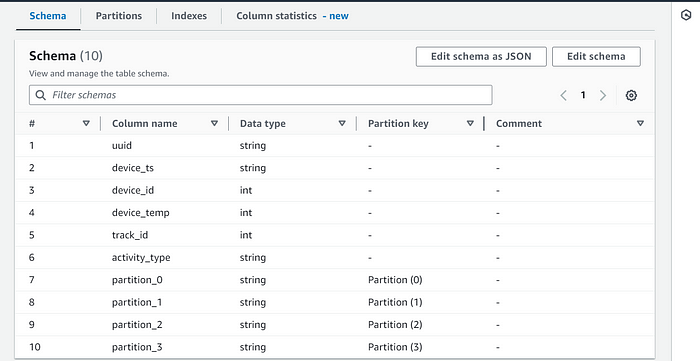 Schema Partitions Indexes Column statistics - new
Schema (10) Edit schema as JSON Edit schema
View and manage the table schema.
Filter schemas 1
# Column name Data type Partition key Comment
1 uuid string - -
2 device_ts string - -
3 device_id int - -
4 device_temp int - -
5 track_id int - -
6 activity_type string - -
7 partition_0 string Partition (0) -
8 partition_1 string Partition (1) -
9 partition_2 string Partition (2) -
10 partition_3 string Partition (3) -